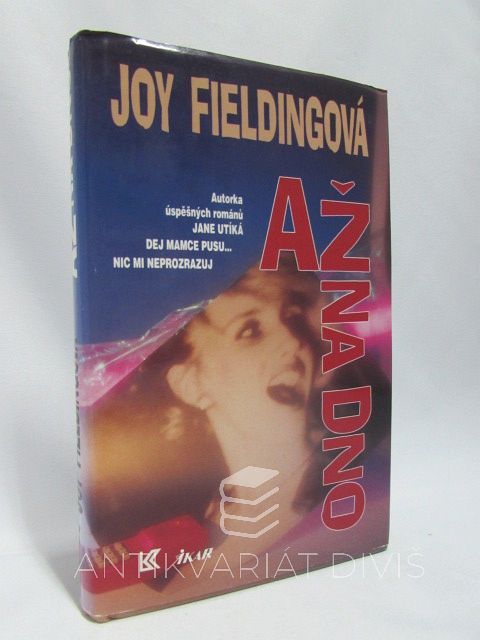 JOY FIELDINGOVÁ
Autorka
úspěšných románů
JANE UTÍKÁ
DEJ MAMCE PUSU...
NIC MI NEPROZRAZUJ
AŽ NA DNO
IKAR
ANTIKVARIÁT DIVIŠ